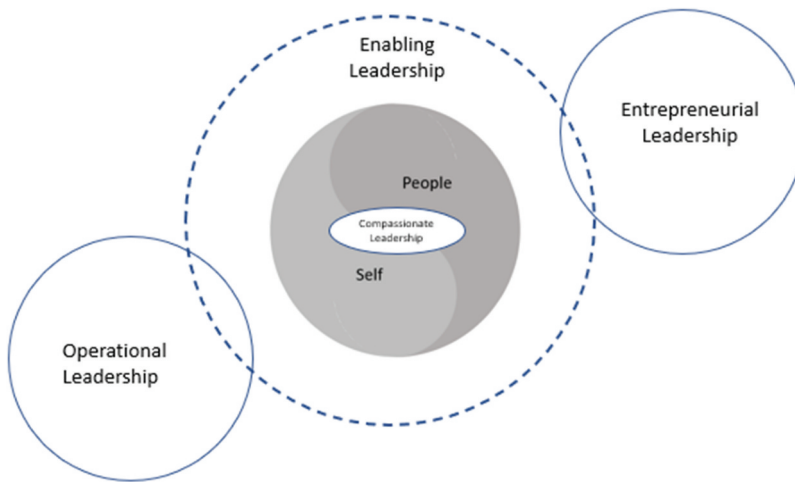 Enabling
Leadership
Entrepreneurial
Leadership
People
Compassionate
Leadership
Self
Operational
Leadership